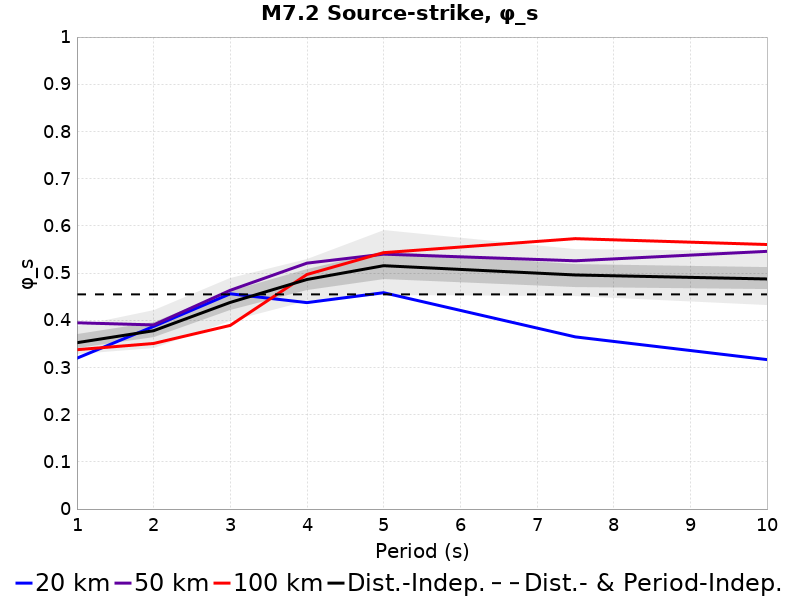 M7.2 Source-strike, φ_s
1
0.9
0.8
0.7
0.6
0.5
0.4
0.3
0.2
0.1
0
φ_s
1 2 3 4 5 6 7 8 9 10
Period (s)
20 km 50 km 100 km Dist.-Indep. Dist.- & Period-Indep.